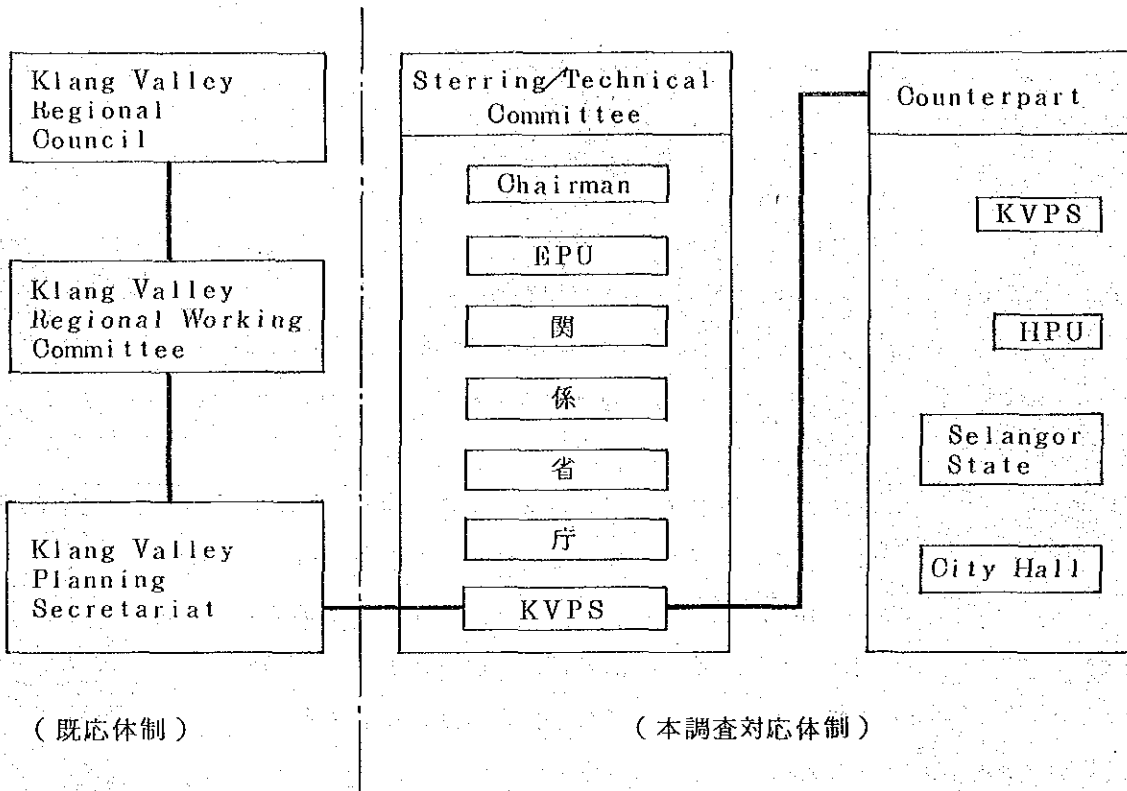 Klang Valley
Regional
Council
Klang Valley
Regional Working
Committee
Klang Valley
Planning
Secretariat
(既応体制)
Sterring/Technical
Committee
Chairman
EPU
関
係
省
庁
KVPS
Counterpart
KVPS
HPU
Selangor
State
City Hall
(本調査対応体制)